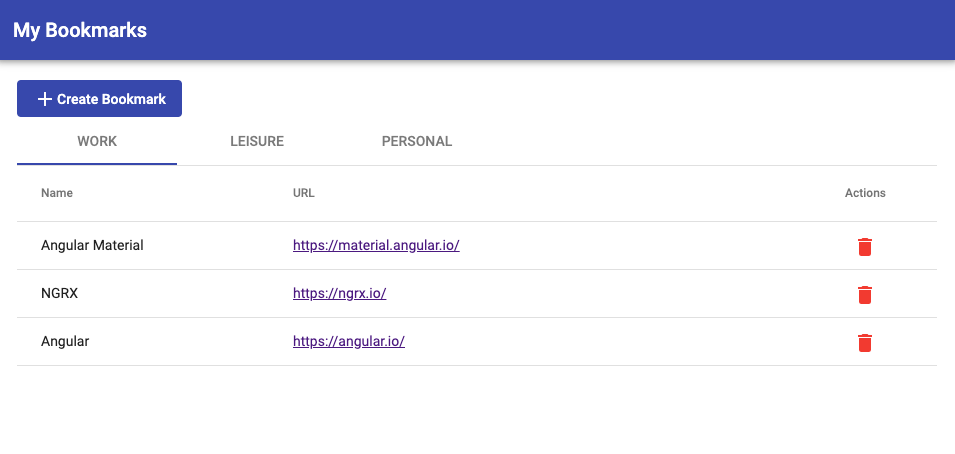 My Bookmarks
Create Bookmark
WORK LEISURE PERSONAL
Name URL Actions
Angular Material https://material.angular.io/
NGRX https://ngrx.io/
Angular https://angular.io/